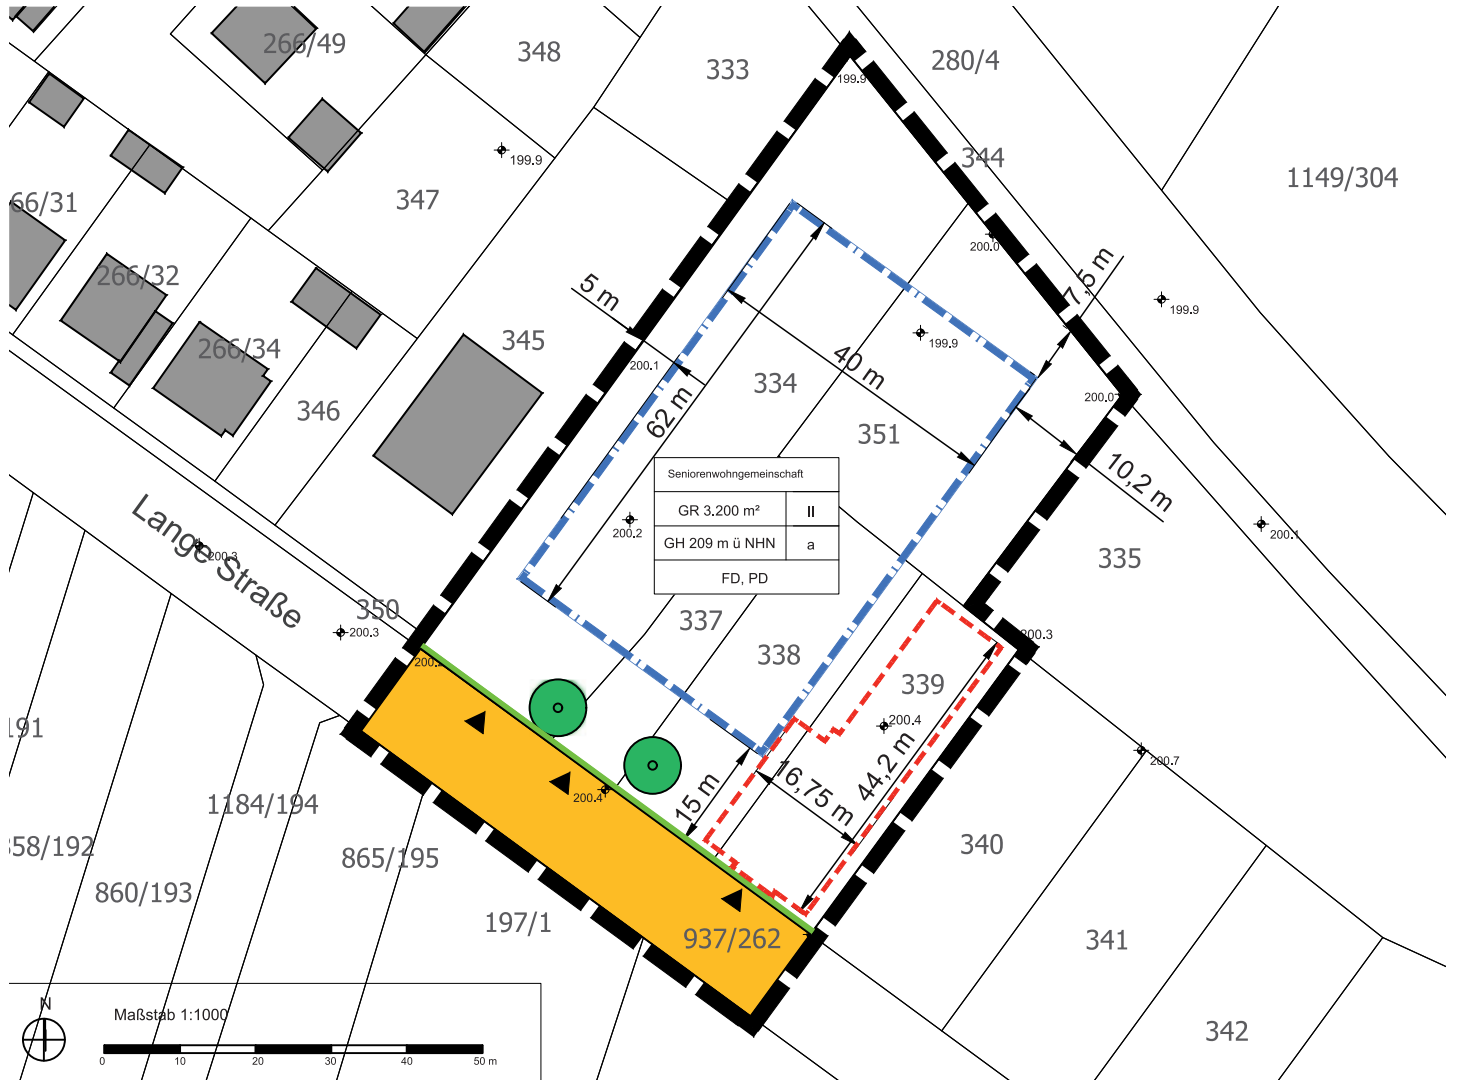 266/49
348
333
280/4
199.9
344
1149/304
199.9
347
66/31
200.0
266/32
5 m
7,5 m
199.9
345
199.9
266/34
200.1
40 m
334
200.0
346
62 m
351
10,2 m
Seniorenwohngemeinschaft
GR 3.200 m² II
GH 209 m ü NHN a
FD, PD
200.2
200.1
335
Lange Straße
200.3
350
200.3
337
338
200.3
339
200.4
191
200.7
44,2 m
16,75 m
15 m
200.4
1184/194
358/192
865/195
340
860/193
197/1
937/262
341
342
N
Maßstab 1:1000
0 10 20 30 40 50 m